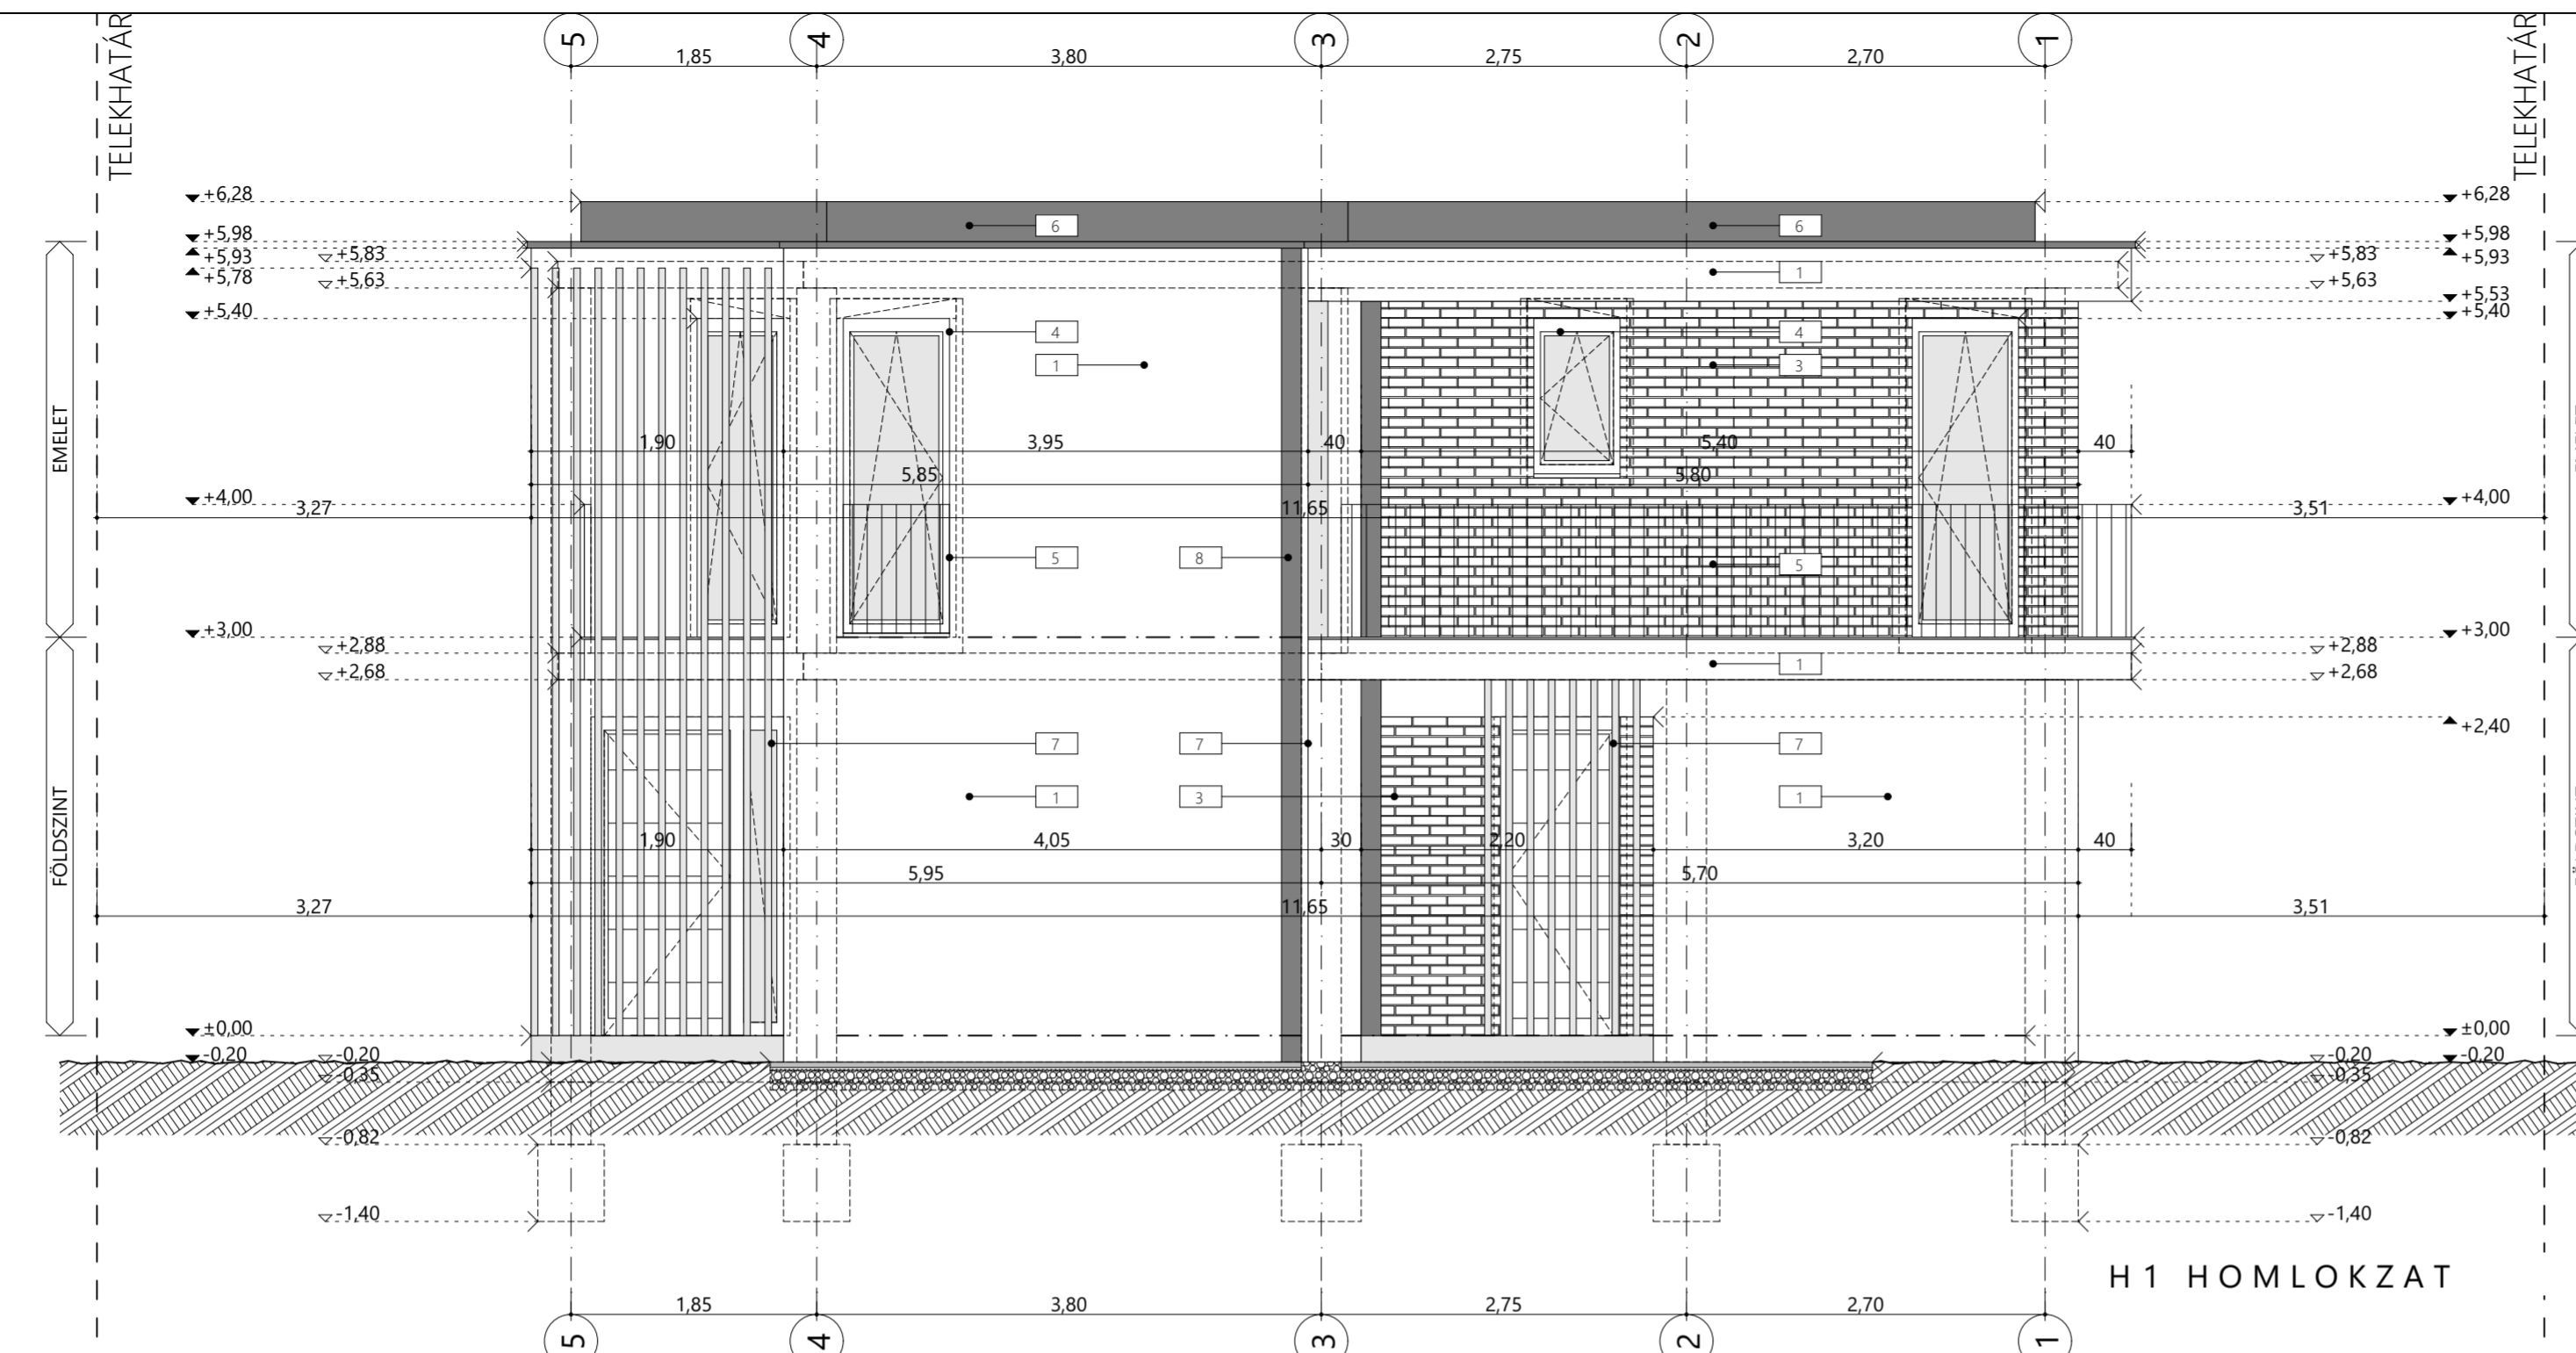 TELEKHATÁR
TELEKHATÁR
5 4 3 2 1
1,85 3,80 2,75 2,70
+6,28 +6,28
6 6
+5,98 +5,98
+5,93 +5,83 +5,83 +5,93
1
+5,78 +5,63 +5,63
+5,53
+5,40 +5,40
4 4
1 3
EMELET
1,90 3,95 40 5,40 40
5,85 5,80
+4,00 +4,00
3,27 11,65 3,51
5 8 5
+3,00 +3,00
+2,88 +2,88
1
+2,68 +2,68
+2,40
7 7 7
1 3 1
FÖLDSZINT
1,90 4,05 30 2,20 3,20 40
5,95 5,70
3,27 11,65 3,51
±0,00 ±0,00
-0,20 -0,20 -0,20 -0,20
-0,35 -0,35
-0,82 -0,82
-1,40 -1,40
H1 HOMLOKZAT
1,85 3,80 2,75 2,70
5 4 3 2 1